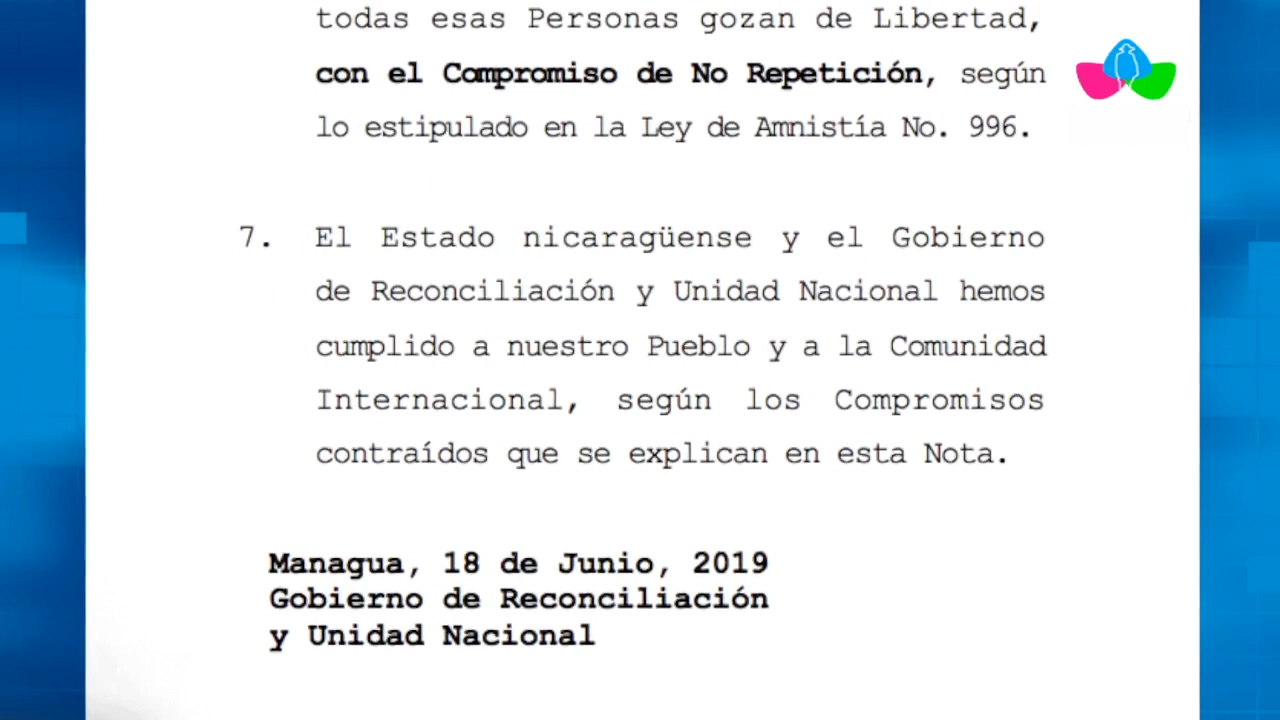 todas esas Personas gozan de Libertad,
con el Compromiso de No Repetición, según
lo estipulado en la Ley de Amnistía No. 996.
7. El Estado nicaragüense y el Gobierno
de Reconciliación y Unidad Nacional hemos
cumplido a nuestro Pueblo y a la Comunidad
Internacional, según los Compromisos
contraídos que se explican en esta Nota.
Managua, 18 de Junio, 2019
Gobierno de Reconciliación
y Unidad Nacional